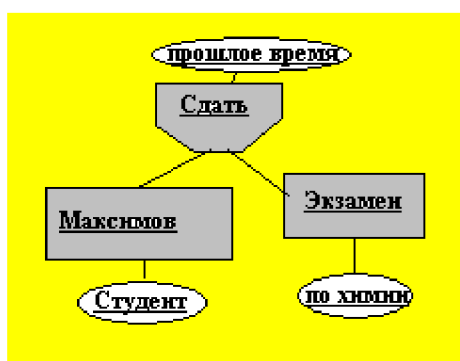 прошлое время
Сдать
Экзамен
Максимов
Студент
по химии